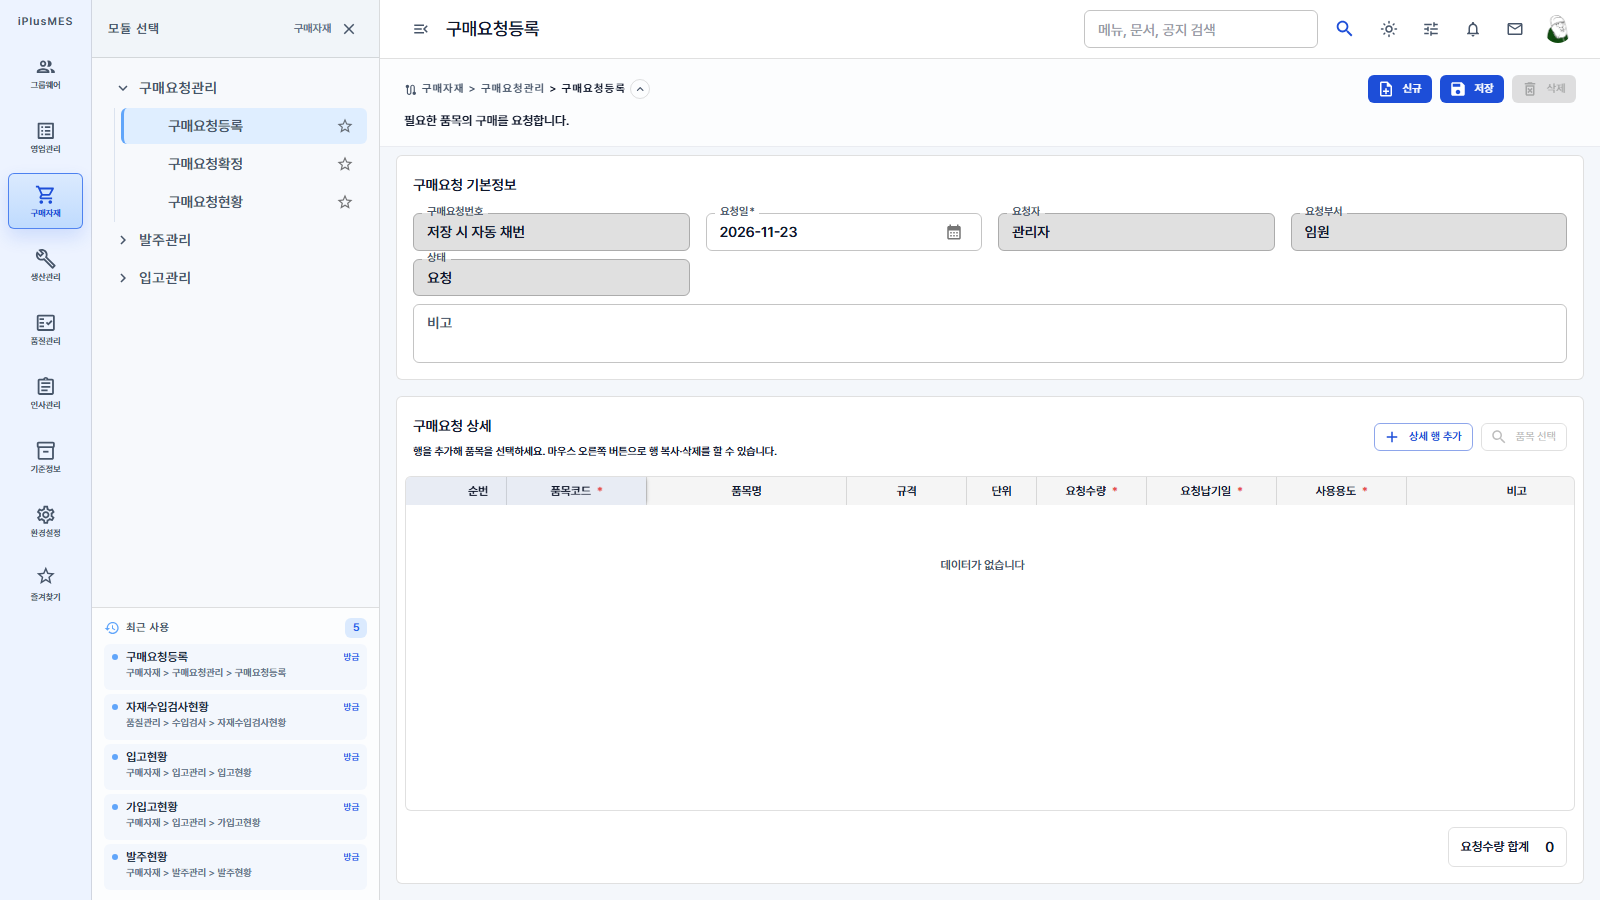 iPlusMES
그룹웨어
영업관리
구매자재
생산관리
품질관리
인사관리
기준정보
환경설정
즐겨찾기
모듈 선택
구매자재
구매요청관리
구매요청등록
구매요청확정
구매요청현황
발주관리
입고관리
최근 사용
5
구매요청등록
방금
구매자재 > 구매요청관리 > 구매요청등록
자재수입검사현황
방금
품질관리 > 수입검사 > 자재수입검사현황
입고현황
방금
구매자재 > 입고관리 > 입고현황
가입고현황
방금
구매자재 > 입고관리 > 가입고현황
발주현황
방금
구매자재 > 발주관리 > 발주현황
구매요청등록
메뉴, 문서, 공지 검색
구매자재 > 구매요청관리 > 구매요청등록
신규
저장
삭제
필요한 품목의 구매를 요청합니다.
구매요청 기본정보
구매요청번호
저장 시 자동 채번
요청일*
2026-11-23
요청자
관리자
요청부서
임원
상태
요청
비고
구매요청 상세
행을 추가해 품목을 선택하세요. 마우스 오른쪽 버튼으로 행 복사·삭제를 할 수 있습니다.
상세 행 추가
품목 선택
순번 품목코드 * 품목명 규격 단위 요청수량 * 요청납기일 * 사용용도 * 비고
데이터가 없습니다
요청수량 합계 0